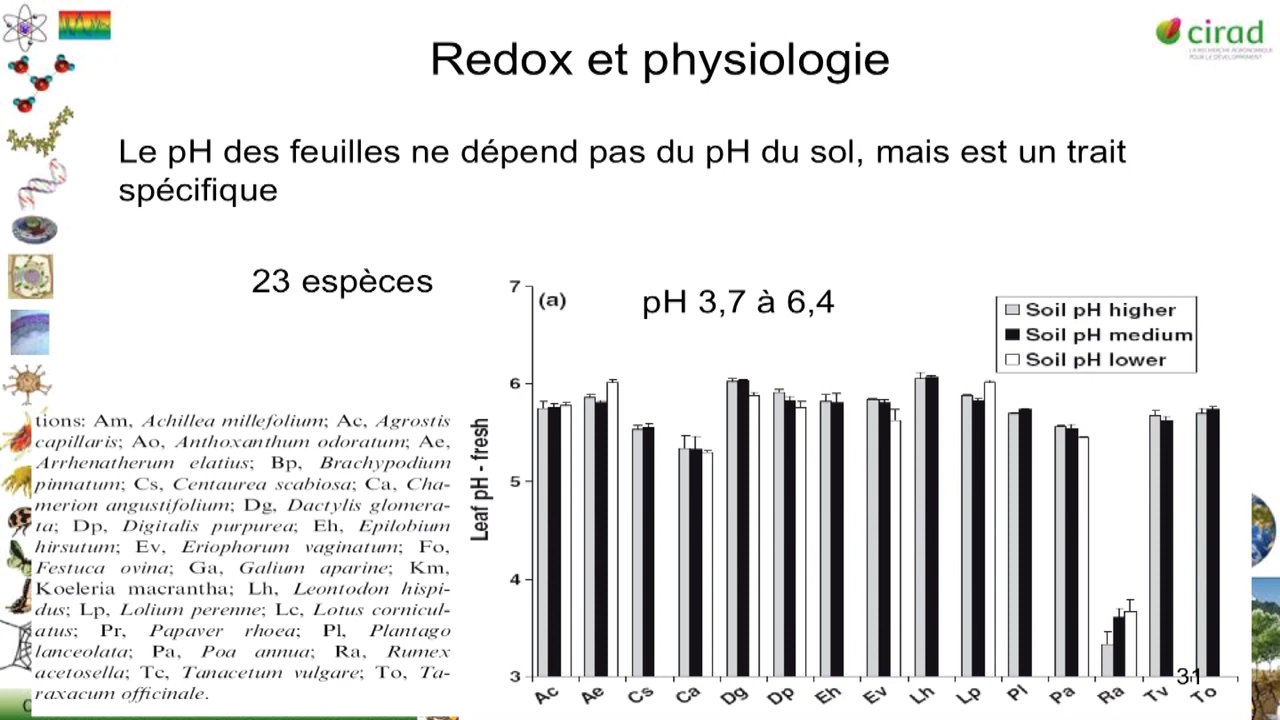 cirad
LA RECHERCHE AGRONOMIQUE
POUR LE DÉVELOPPEMENT
Redox et physiologie
Le pH des feuilles ne dépend pas du pH du sol, mais est un trait
spécifique
23 espèces
pH 3,7 à 6,4
(a)
Soil pH higher
Soil pH medium
Soil pH lower
7
6
5
4
3
Leaf pH - fresh
Ac Ae Cs Ca Dg Dp Eh Ev Lh Lp Pl Pa Ra Tv To
tions: Am, Achillea millefolium; Ac, Agrostis
capillaris; Ao, Anthoxanthum odoratum; Ae,
Arrhenatherum elatius; Bp, Brachypodium
pinnatum; Cs, Centaurea scabiosa; Ca, Cha-
merion angustifolium; Dg, Dactylis glomera-
ta; Dp, Digitalis purpurea; Eh, Epilobium
hirsutum; Ev, Eriophorum vaginatum; Fo,
Festuca ovina; Ga, Galium aparine; Km,
Koeleria macrantha; Lh, Leontodon hispi-
dus; Lp, Lolium perenne; Lc, Lotus cornicul-
atus; Pr, Papaver rhoea; Pl, Plantago
lanceolata; Pa, Poa annua; Ra, Rumex
acetosella; Tc, Tanacetum vulgare; To, Ta-
raxacum officinale.
31